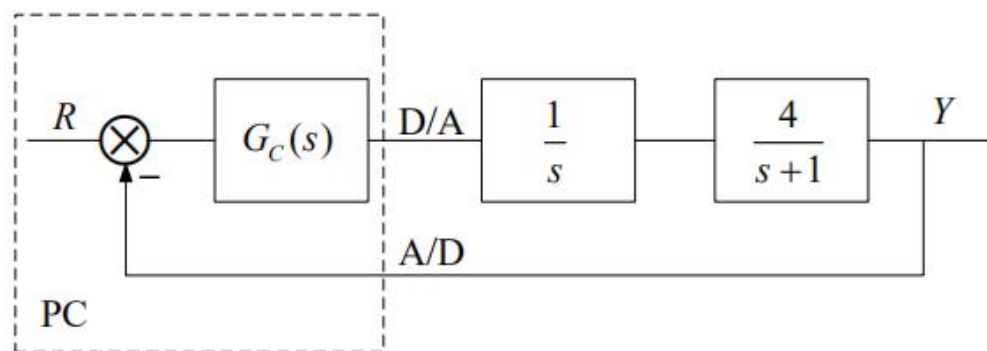 R
G_C(s)
D/A
1/s
4/(s+1)
Y
−
A/D
PC